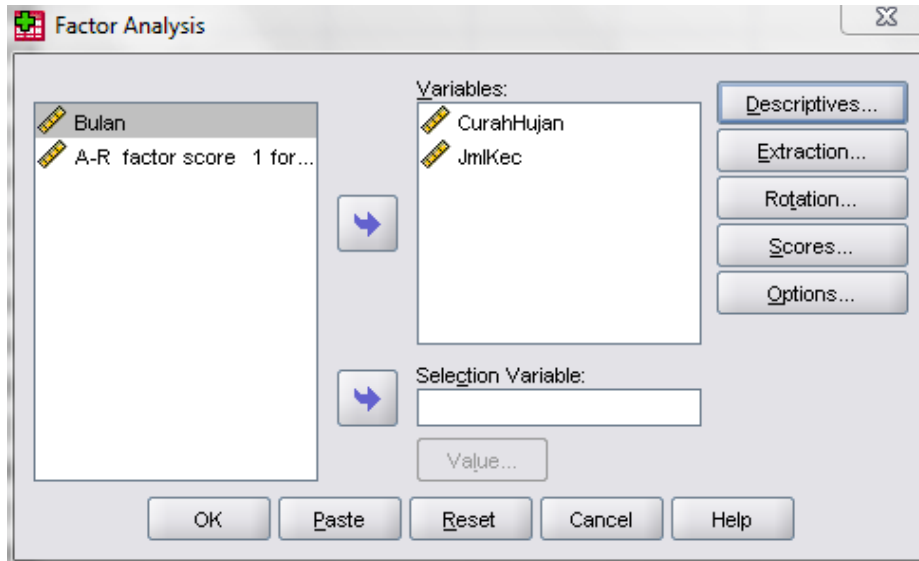 Factor Analysis
Bulan
A-R factor score 1 for...
Variables:
CurahHujan
JmlKec
Selection Variable:
Value...
Descriptives...
Extraction...
Rotation...
Scores...
Options...
OK Paste Reset Cancel Help